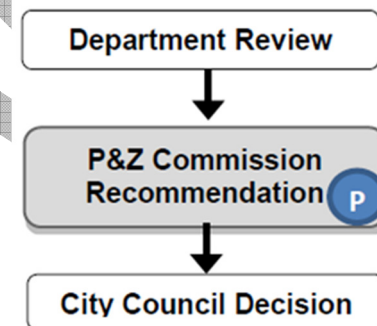 Department Review
P&Z Commission
Recommendation
P
City Council Decision